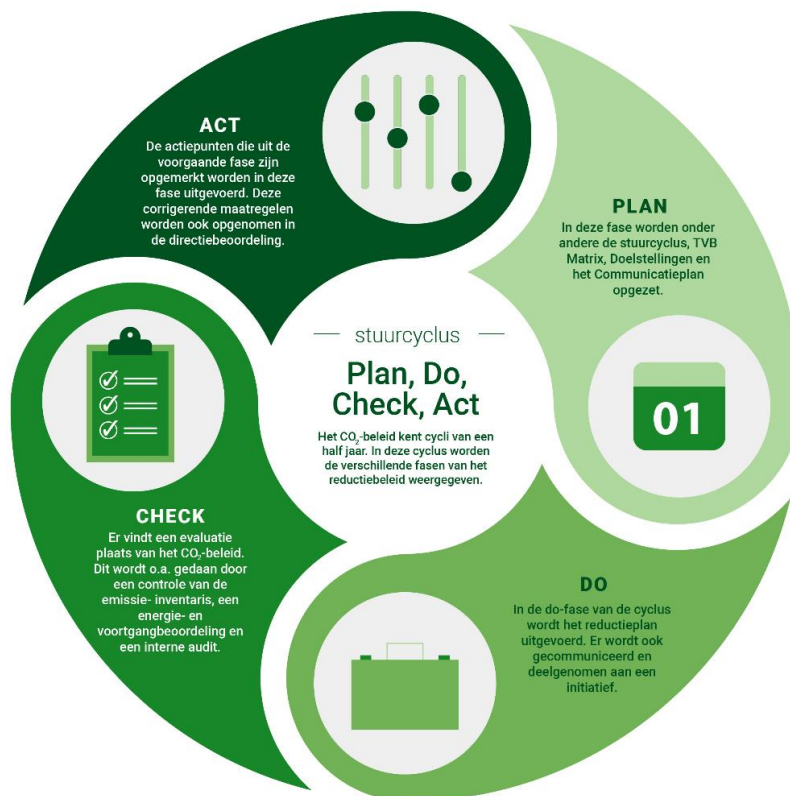 stuurcyclus
Plan, Do,
Check, Act
Het CO₂-beleid kent cycli van een
half jaar. In deze cyclus worden
de verschillende fasen van het
reductiebeleid weergegeven.
PLAN
In deze fase worden onder
andere de stuurcyclus, TVB
Matrix, Doelstellingen en
het Communicatieplan
opgezet.
01
DO
In de do-fase van de cyclus
wordt het reductieplan
uitgevoerd. Er wordt ook
gecommuniceerd en
deelgenomen aan een
initiatief.
CHECK
Er vindt een evaluatie
plaats van het CO₂-beleid.
Dit wordt o.a. gedaan door
een controle van de
emissie- inventaris, een
energie- en
voortgangbeoordeling en
een interne audit.
ACT
De actiepunten die uit de
voorgaande fase zijn
opgemerkt worden in deze
fase uitgevoerd. Deze
corrigerende maatregelen
worden ook opgenomen in
de directiebeoordeling.